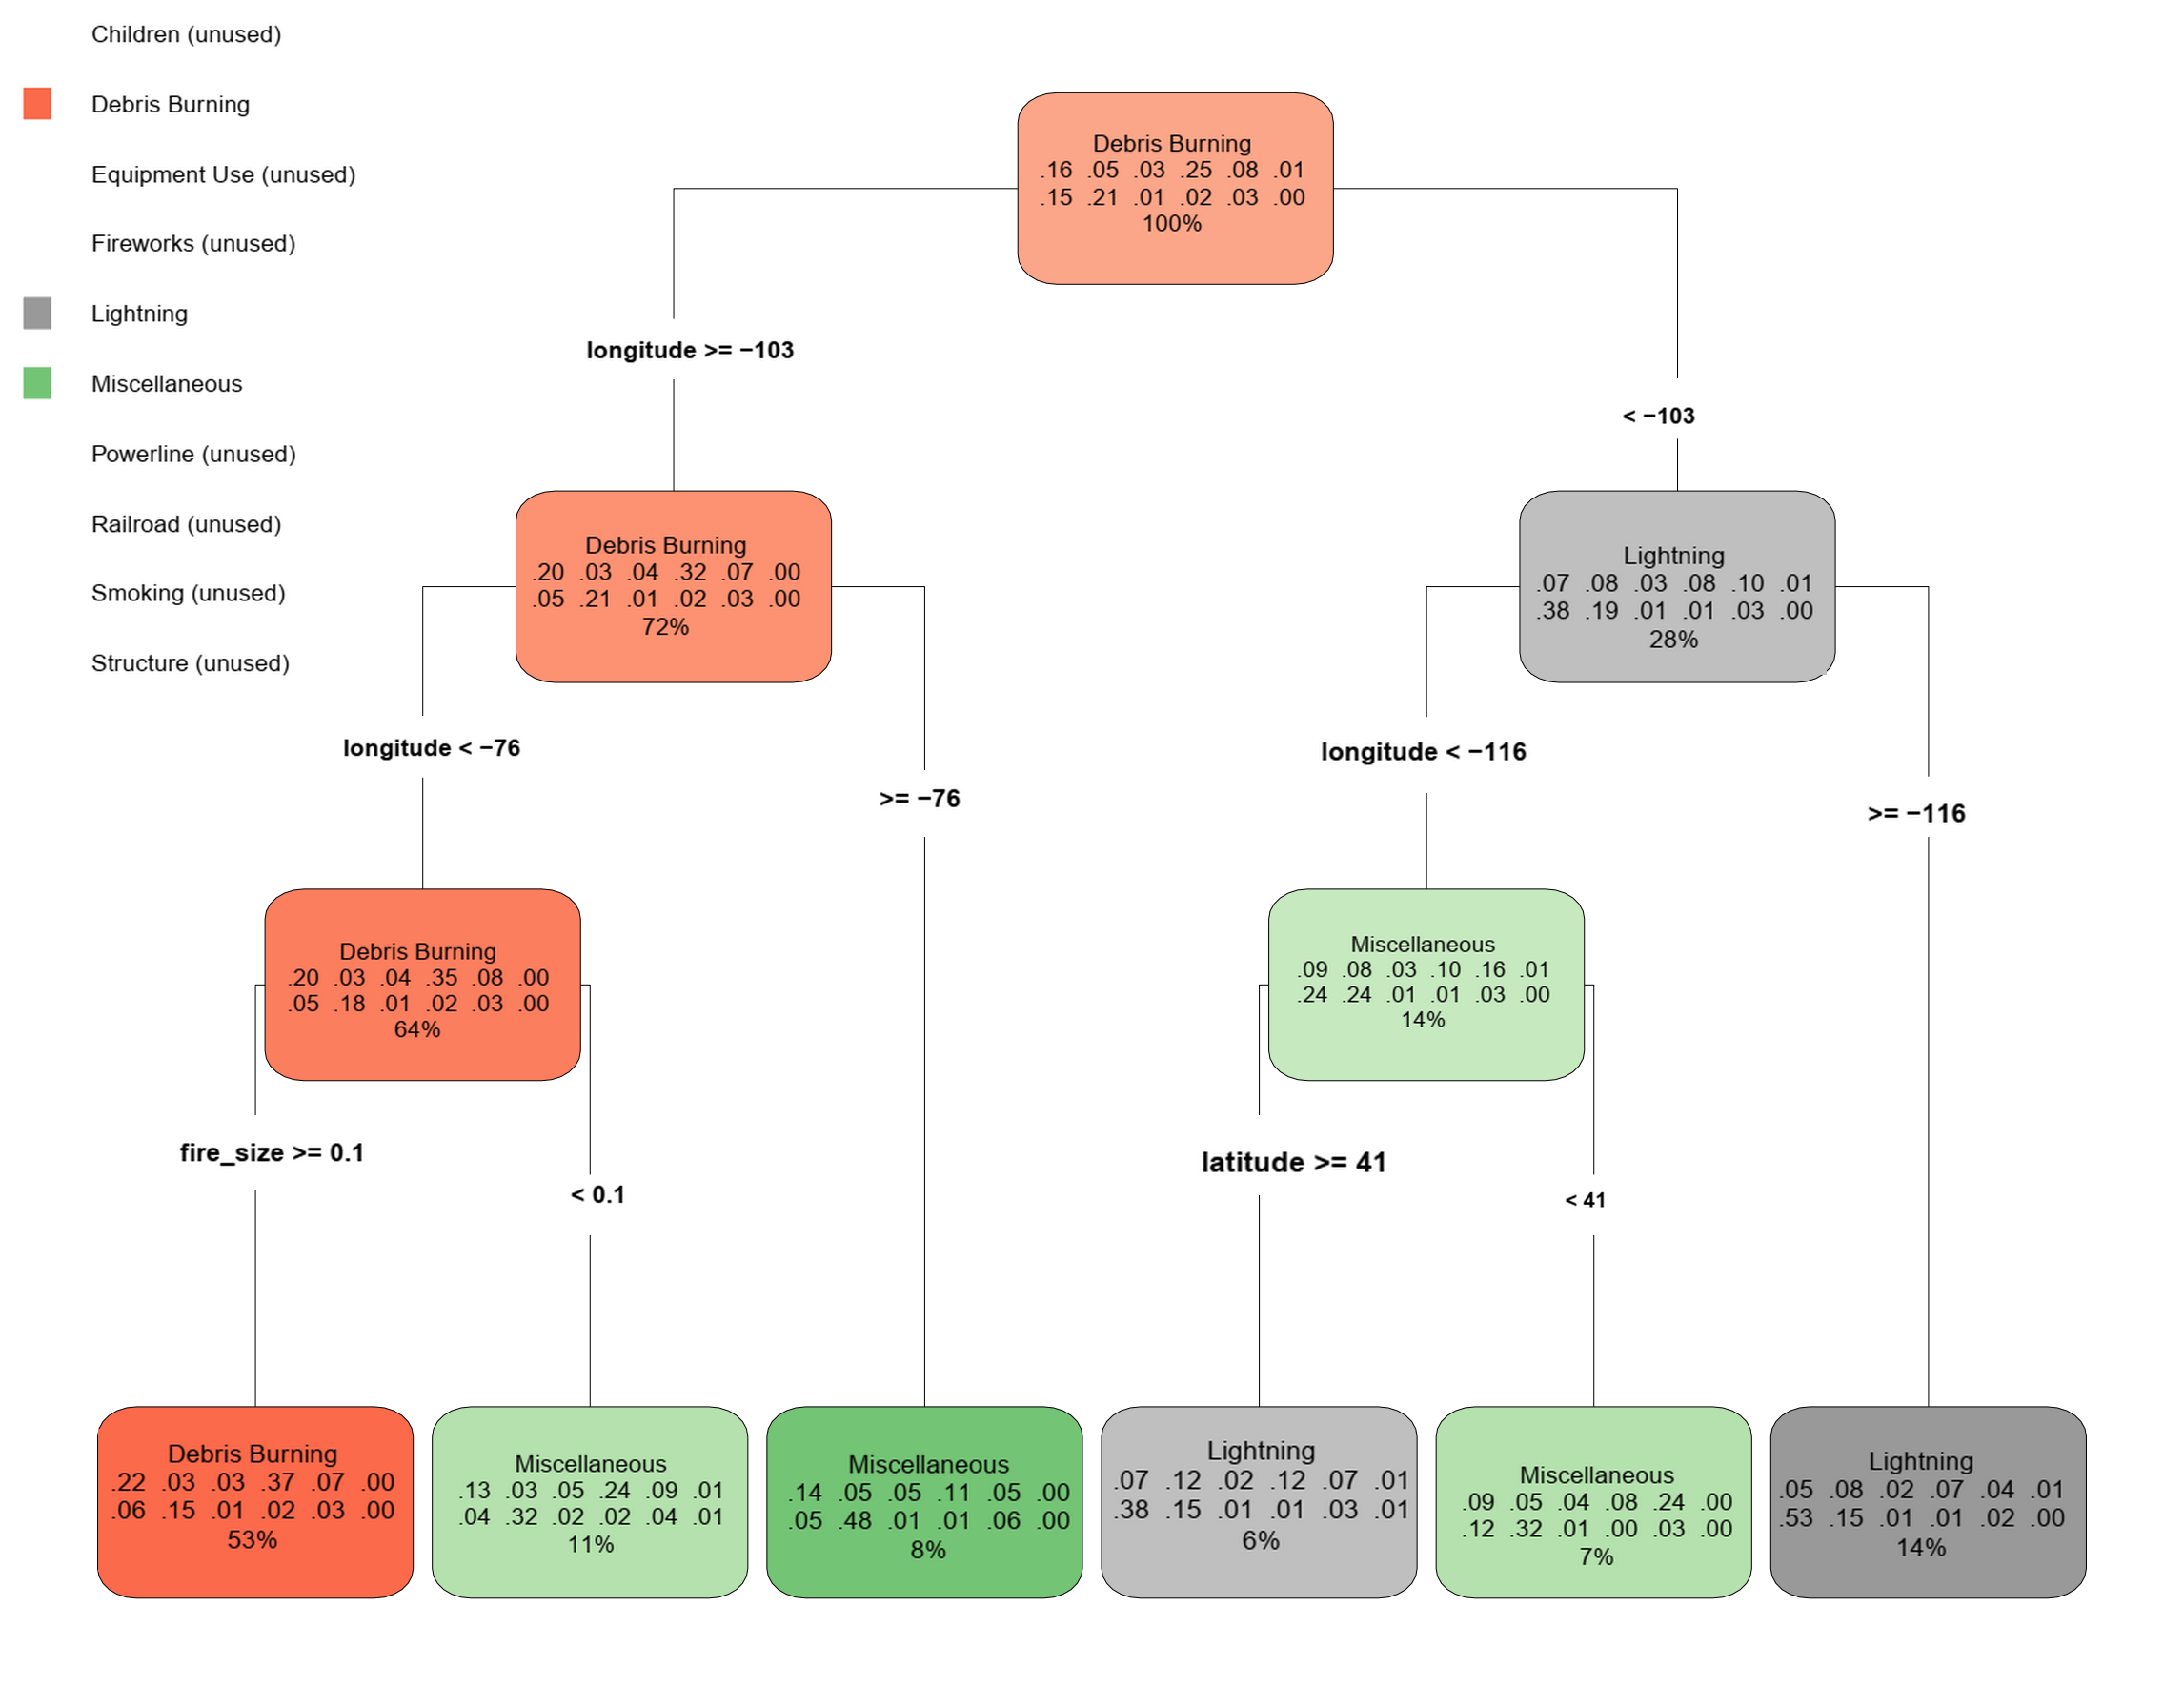 Children (unused)
Debris Burning
Equipment Use (unused)
Fireworks (unused)
Lightning
Miscellaneous
Powerline (unused)
Railroad (unused)
Smoking (unused)
Structure (unused)
Debris Burning
.16 .05 .03 .25 .08 .01
.15 .21 .01 .02 .03 .00
100%
longitude >= −103
< −103
Debris Burning
.20 .03 .04 .32 .07 .00
.05 .21 .01 .02 .03 .00
72%
Lightning
.07 .08 .03 .08 .10 .01
.38 .19 .01 .01 .03 .00
28%
longitude < −76
>= −76
longitude < −116
>= −116
Debris Burning
.20 .03 .04 .35 .08 .00
.05 .18 .01 .02 .03 .00
64%
Miscellaneous
.09 .08 .03 .10 .16 .01
.24 .24 .01 .01 .03 .00
14%
fire_size >= 0.1
< 0.1
latitude >= 41
< 41
Debris Burning
.22 .03 .03 .37 .07 .00
.06 .15 .01 .02 .03 .00
53%
Miscellaneous
.13 .03 .05 .24 .09 .01
.04 .32 .02 .02 .04 .01
11%
Miscellaneous
.14 .05 .05 .11 .05 .00
.05 .48 .01 .01 .06 .00
8%
Lightning
.07 .12 .02 .12 .07 .01
.38 .15 .01 .01 .03 .01
6%
Miscellaneous
.09 .05 .04 .08 .24 .00
.12 .32 .01 .00 .03 .00
7%
Lightning
.05 .08 .02 .07 .04 .01
.53 .15 .01 .01 .02 .00
14%